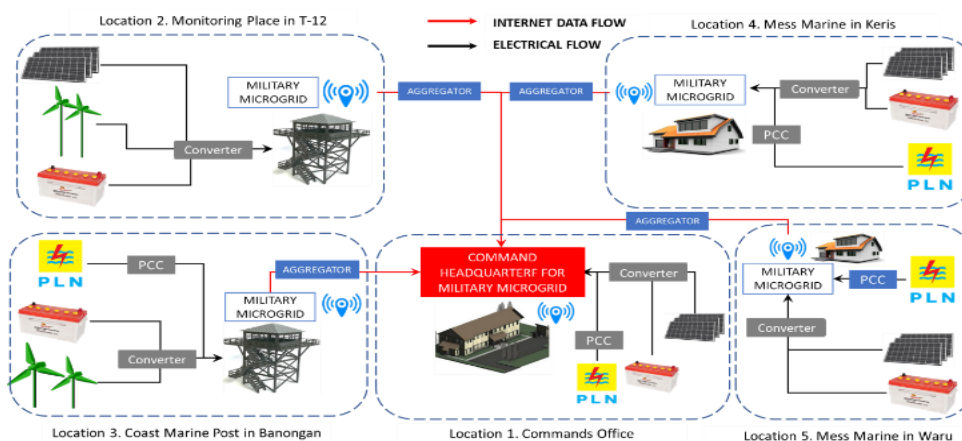 Location 2. Monitoring Place in T-12
INTERNET DATA FLOW
ELECTRICAL FLOW
Location 4. Mess Marine in Keris
MILITARY
MICROGRID
AGGREGATOR
AGGREGATOR
MILITARY
MICROGRID
Converter
Converter
PCC
PLN
AGGREGATOR
PLN
PCC
AGGREGATOR
MILITARY
MICROGRID
Converter
COMMAND
HEADQUARTERF FOR
MILITARY MICROGRID
Converter
PCC
PLN
MILITARY
MICROGRID
PCC
PLN
Converter
Location 3. Coast Marine Post in Banongan
Location 1. Commands Office
Location 5. Mess Marine in Waru